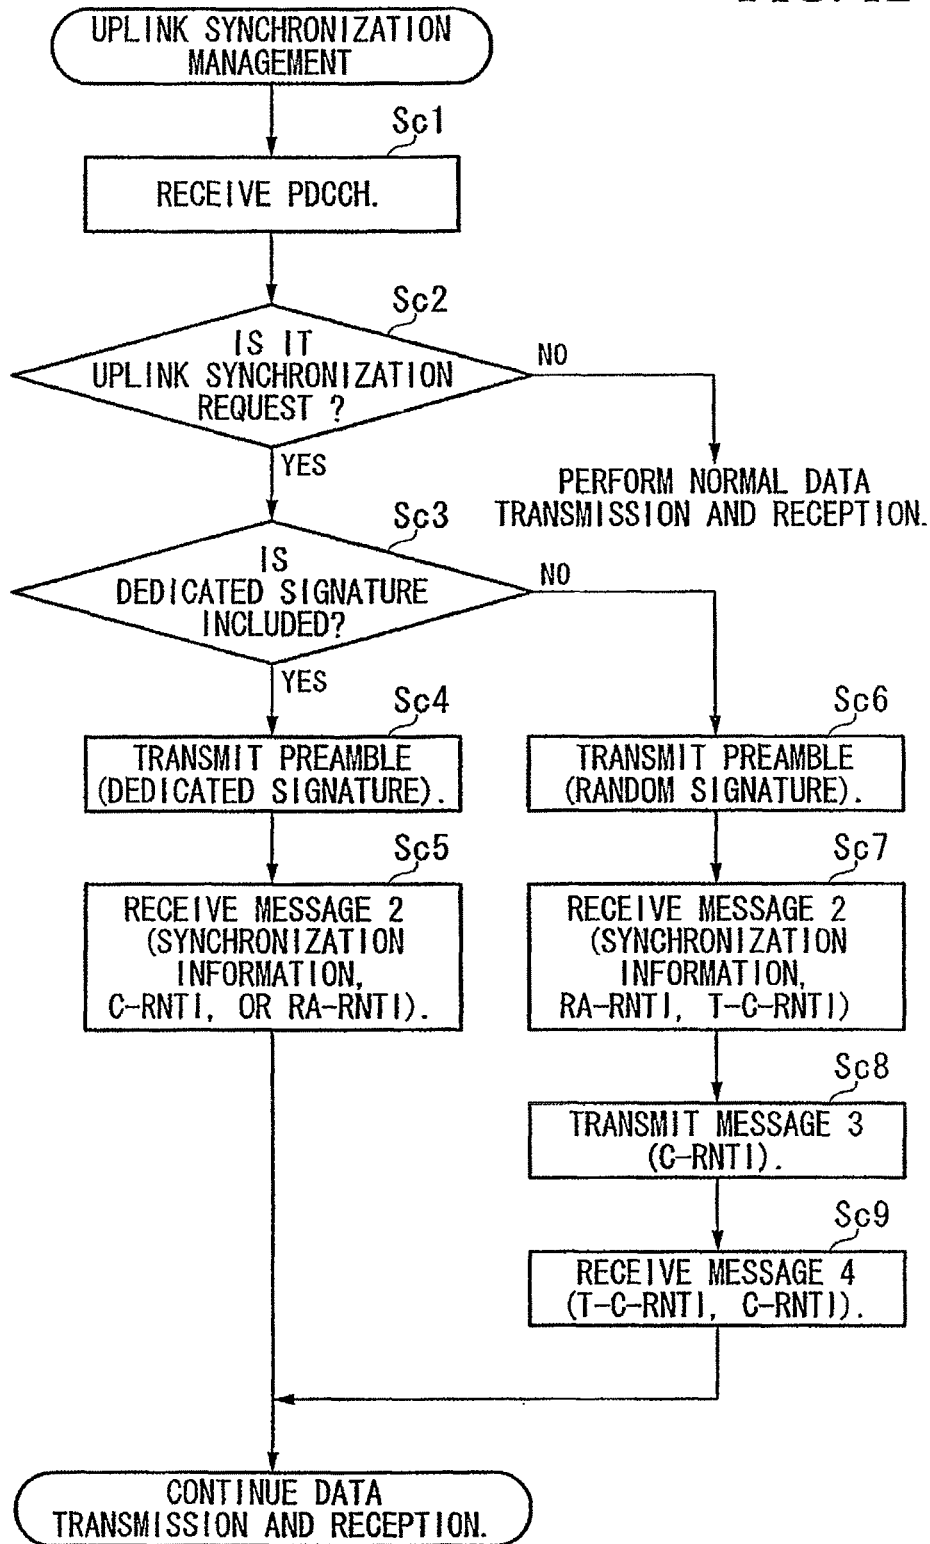 UPLINK SYNCHRONIZATION
MANAGEMENT
Sc1
RECEIVE PDCCH.
Sc2
IS IT
UPLINK SYNCHRONIZATION
REQUEST ?
NO
YES
PERFORM NORMAL DATA
TRANSMISSION AND RECEPTION.
Sc3
IS
DEDICATED SIGNATURE
INCLUDED?
NO
YES
Sc4
TRANSMIT PREAMBLE
(DEDICATED SIGNATURE).
Sc5
RECEIVE MESSAGE 2
(SYNCHRONIZATION
INFORMATION,
C-RNTI, OR RA-RNTI).
Sc6
TRANSMIT PREAMBLE
(RANDOM SIGNATURE).
Sc7
RECEIVE MESSAGE 2
(SYNCHRONIZATION
INFORMATION,
RA-RNTI, T-C-RNTI)
Sc8
TRANSMIT MESSAGE 3
(C-RNTI).
Sc9
RECEIVE MESSAGE 4
(T-C-RNTI, C-RNTI).
CONTINUE DATA
TRANSMISSION AND RECEPTION.